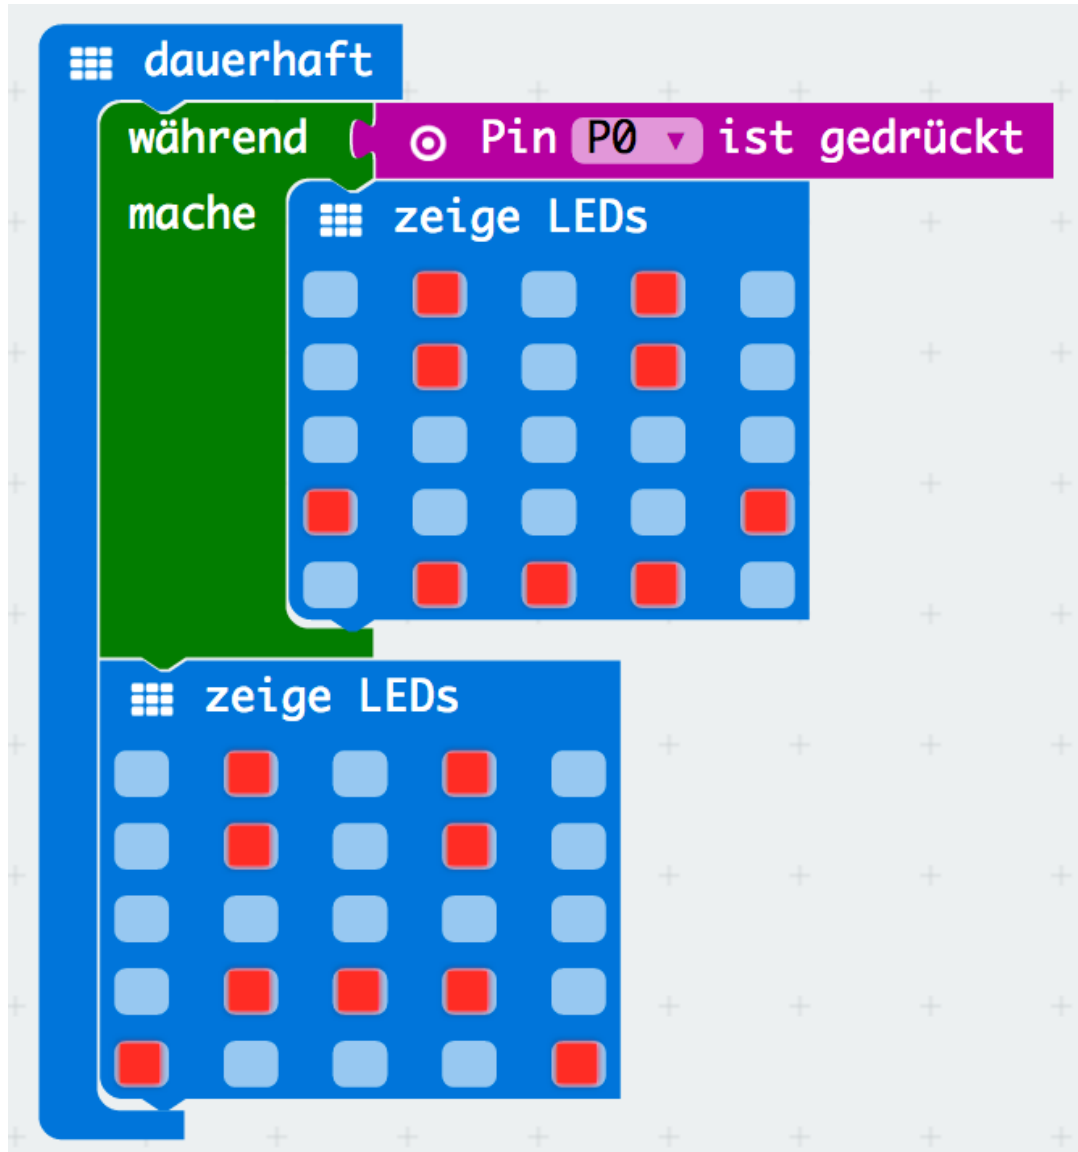 dauerhaft
während Pin P0 ist gedrückt
mache zeige LEDs
zeige LEDs